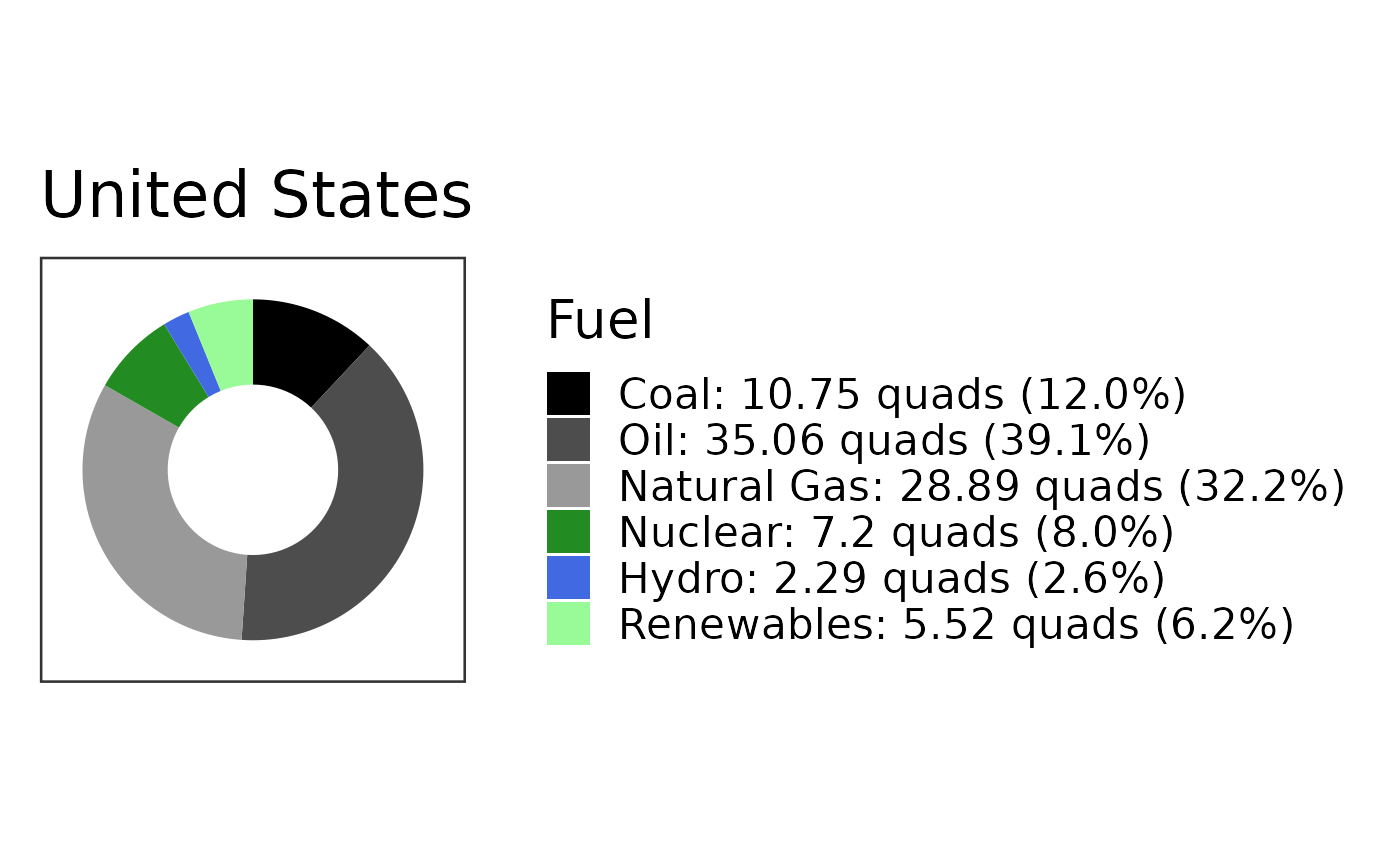 United States
Fuel
Coal: 10.75 quads (12.0%)
Oil: 35.06 quads (39.1%)
Natural Gas: 28.89 quads (32.2%)
Nuclear: 7.2 quads (8.0%)
Hydro: 2.29 quads (2.6%)
Renewables: 5.52 quads (6.2%)